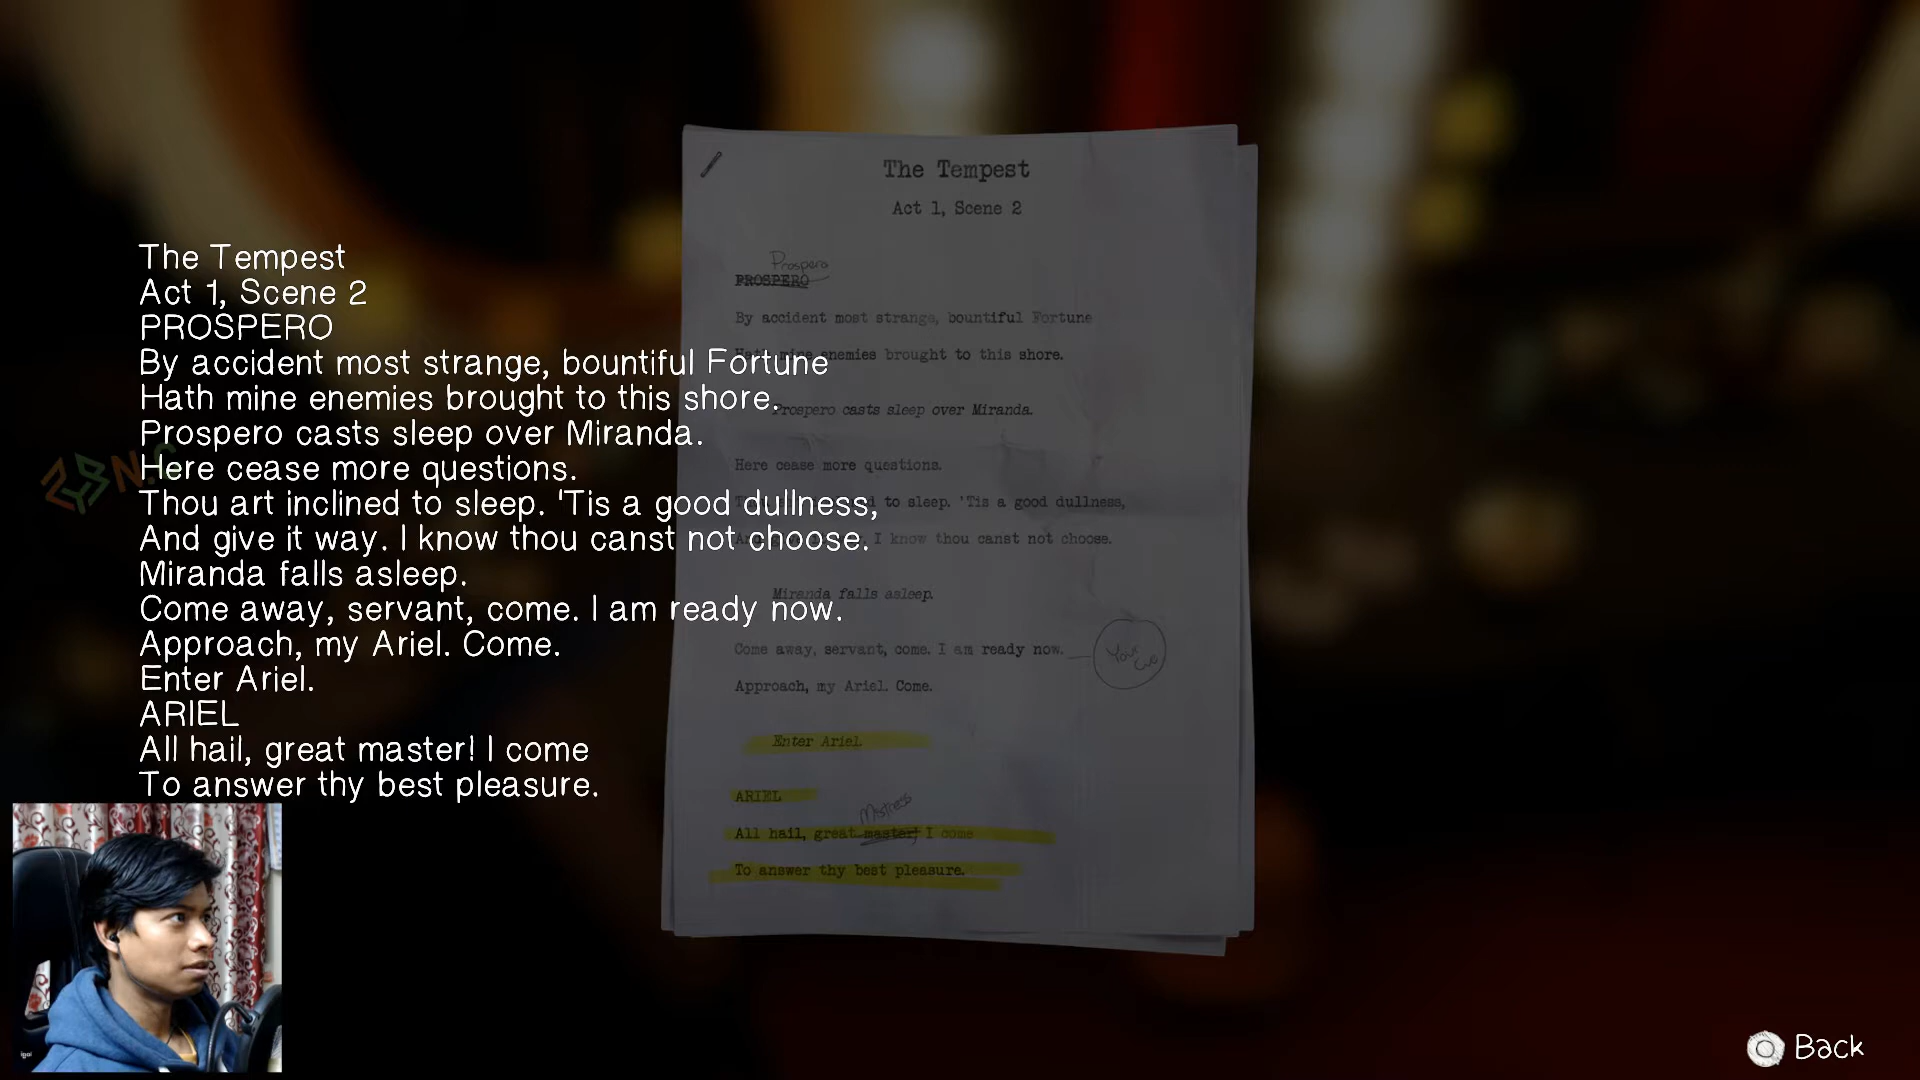 The Tempest
Act 1, Scene 2
PROSPERO
By accident most strange, bountiful Fortune
Hath mine enemies brought to this shore.
Prospero casts sleep over Miranda.
Here cease more questions.
Thou art inclined to sleep. 'Tis a good dullness,
And give it way. I know thou canst not choose.
Miranda falls asleep.
Come away, servant, come. I am ready now.
Approach, my Ariel. Come.
Enter Ariel.
ARIEL
All hail, great master! I come
To answer thy best pleasure.
The Tempest
Act 1, Scene 2
Prospera
PROSPERO
By accident most strange, bountiful Fortune
enemies brought to this shore.
Prospero casts sleep over Miranda.
Here cease more questions.
to sleep. 'Tis a good dullness,
I know thou canst not choose.
Miranda falls asleep.
Come away, servant, come. I am ready now.
Your
Cue
Approach, my Ariel. Come.
Enter Ariel.
ARIEL
Mistress
All hail, great master! I come
To answer thy best pleasure.
Back